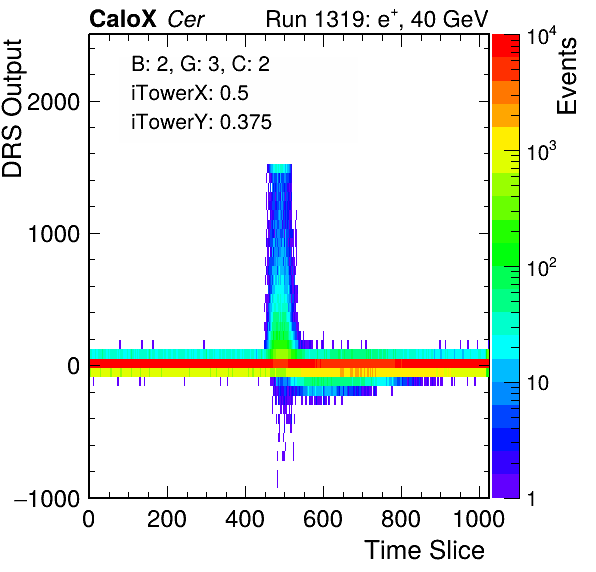 CaloX Cer Run 1319: e⁺, 40 GeV
B: 2, G: 3, C: 2
iTowerX: 0.5
iTowerY: 0.375
DRS Output
2000
1000
0
−1000
0 200 400 600 800 1000
Time Slice
Events
10⁴
10³
10²
10
1